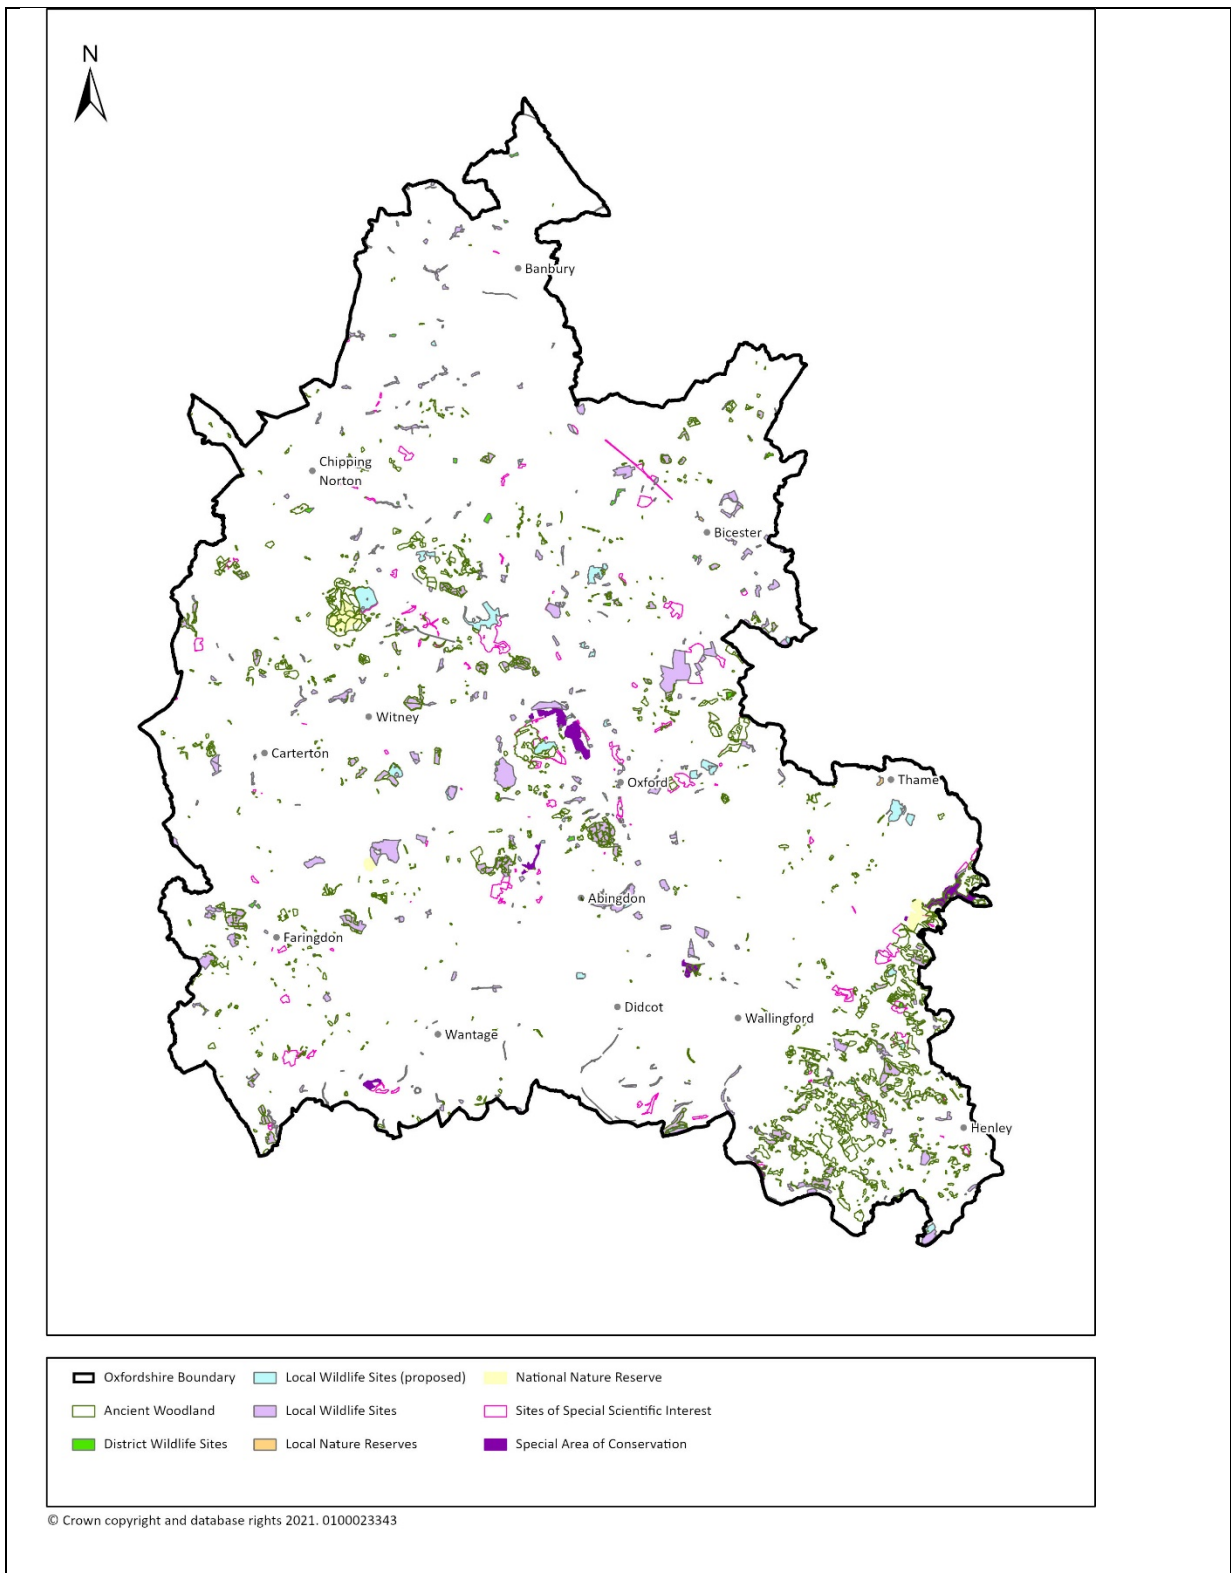 N
Banbury
Chipping
Norton
Bicester
Witney
Carterton
Oxford
Thame
Abingdon
Faringdon
Didcot
Wallingford
Wantage
Henley
Oxfordshire Boundary
Local Wildlife Sites (proposed)
National Nature Reserve
Ancient Woodland
Local Wildlife Sites
Sites of Special Scientific Interest
District Wildlife Sites
Local Nature Reserves
Special Area of Conservation
© Crown copyright and database rights 2021. 0100023343